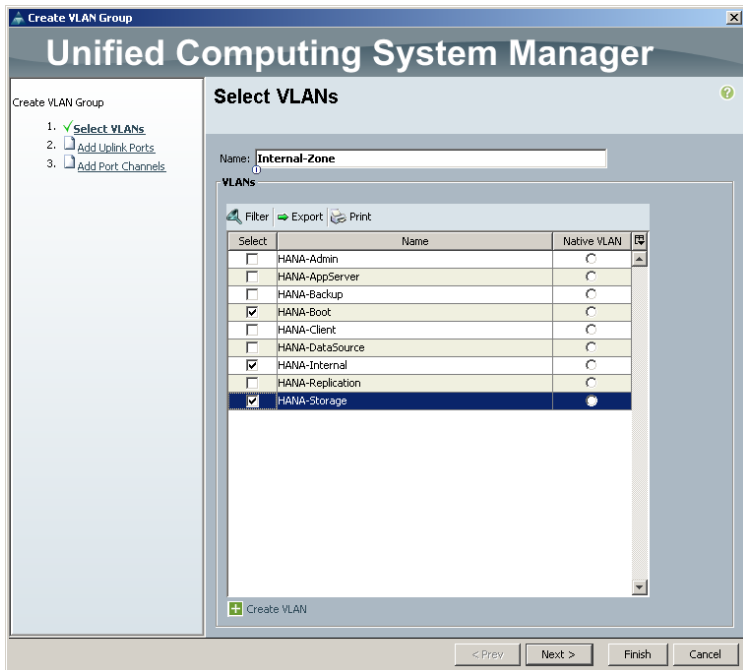 Create VLAN Group
Unified Computing System Manager
Create VLAN Group
1. Select VLANs
2. Add Uplink Ports
3. Add Port Channels
Select VLANs
Name: Internal-Zone
VLANs
Filter Export Print
Select Name Native VLAN
HANA-Admin
HANA-AppServer
HANA-Backup
HANA-Boot
HANA-Client
HANA-DataSource
HANA-Internal
HANA-Replication
HANA-Storage
Create VLAN
< Prev Next > Finish Cancel